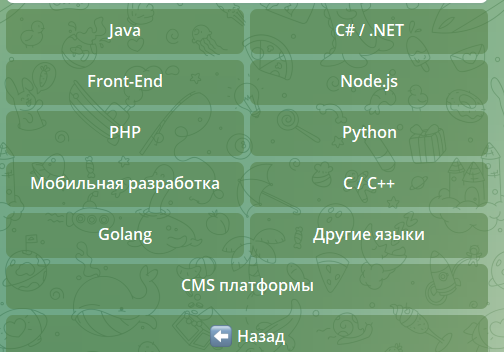 Java
C# / .NET
Front-End
Node.js
PHP
Python
Мобильная разработка
C / C++
Golang
Другие языки
CMS платформы
⬅ Назад